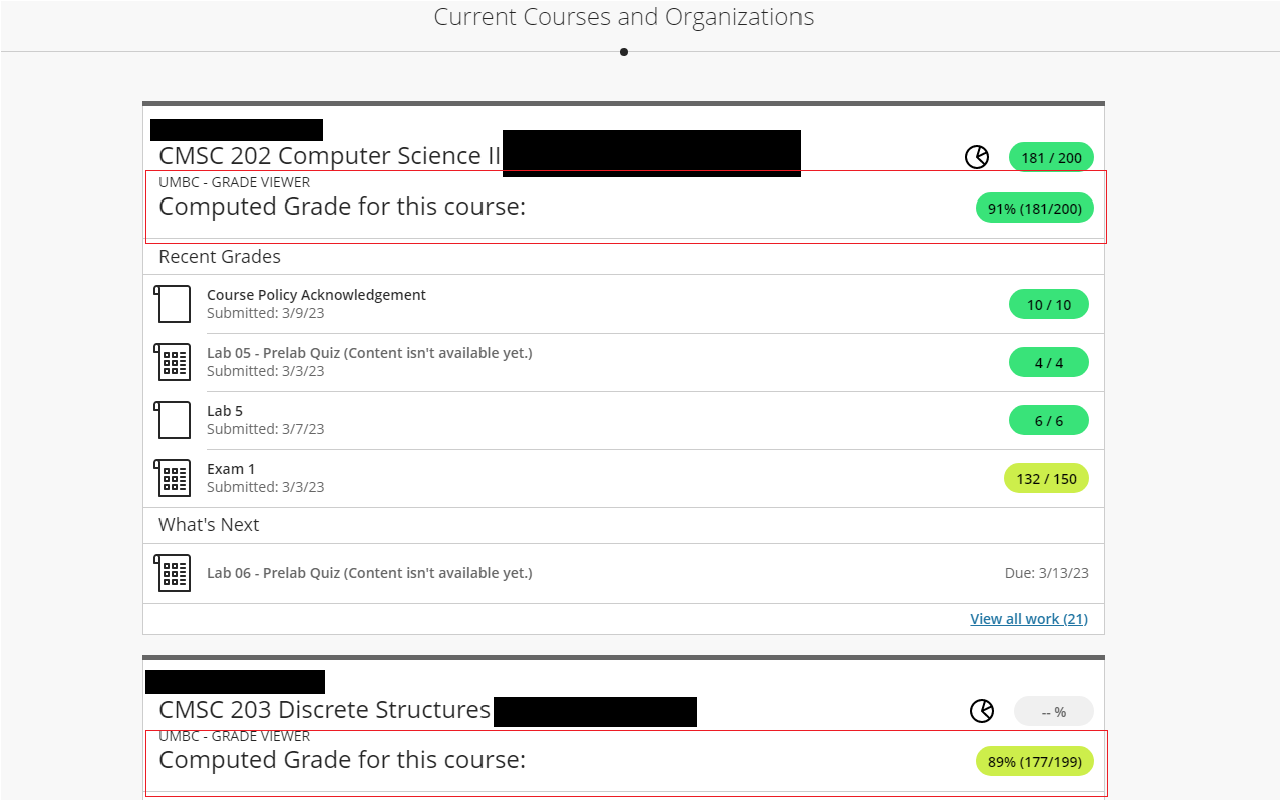 Current Courses and Organizations
CMSC 202 Computer Science II
181 / 200
UMBC - GRADE VIEWER
Computed Grade for this course:
91% (181/200)
Recent Grades
Course Policy Acknowledgement
Submitted: 3/9/23
10 / 10
Lab 05 - Prelab Quiz (Content isn't available yet.)
Submitted: 3/3/23
4 / 4
Lab 5
Submitted: 3/7/23
6 / 6
Exam 1
Submitted: 3/3/23
132 / 150
What's Next
Lab 06 - Prelab Quiz (Content isn't available yet.)
Due: 3/13/23
View all work (21)
CMSC 203 Discrete Structures
-- %
UMBC - GRADE VIEWER
Computed Grade for this course:
89% (177/199)